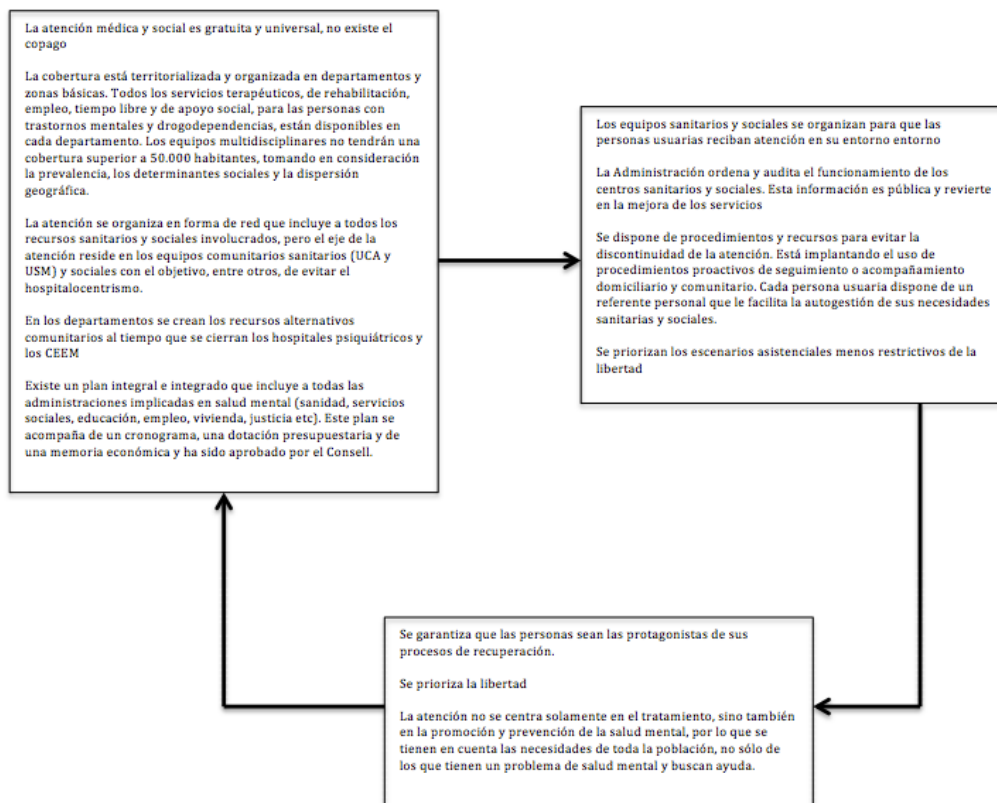 La atención médica y social es gratuita y universal, no existe el
copago
La cobertura está territorializada y organizada en departamentos y
zonas básicas. Todos los servicios terapéuticos, de rehabilitación,
empleo, tiempo libre y de apoyo social, para las personas con
trastornos mentales y drogodependencias, están disponibles en
cada departamento. Los equipos multidisciplinares no tendrán una
cobertura superior a 50.000 habitantes, tomando en consideración
la prevalencia, los determinantes sociales y la dispersión
geográfica.
La atención se organiza en forma de red que incluye a todos los
recursos sanitarios y sociales involucrados, pero el eje de la
atención reside en los equipos comunitarios sanitarios (UCA y
USM) y sociales con el objetivo, entre otros, de evitar el
hospitalocentrismo.
En los departamentos se crean los recursos alternativos
comunitarios al tiempo que se cierran los hospitales psiquiátricos y
los CEEM
Existe un plan integral e integrado que incluye a todas las
administraciones implicadas en salud mental (sanidad, servicios
sociales, educación, empleo, vivienda, justicia etc). Este plan se
acompaña de un cronograma, una dotación presupuestaria y de
una memoria económica y ha sido aprobado por el Consell.
Los equipos sanitarios y sociales se organizan para que las
personas usuarias reciban atención en su entorno entorno
La Administración ordena y audita el funcionamiento de los
centros sanitarios y sociales. Esta información es pública y revierte
en la mejora de los servicios
Se dispone de procedimientos y recursos para evitar la
discontinuidad de la atención. Está implantando el uso de
procedimientos proactivos de seguimiento o acompañamiento
domiciliario y comunitario. Cada persona usuaria dispone de un
referente personal que le facilita la autogestión de sus necesidades
sanitarias y sociales.
Se priorizan los escenarios asistenciales menos restrictivos de la
libertad
Se garantiza que las personas sean las protagonistas de sus
procesos de recuperación.
Se prioriza la libertad
La atención no se centra solamente en el tratamiento, sino también
en la promoción y prevención de la salud mental, por lo que se
tienen en cuenta las necesidades de toda la población, no sólo de
los que tienen un problema de salud mental y buscan ayuda.